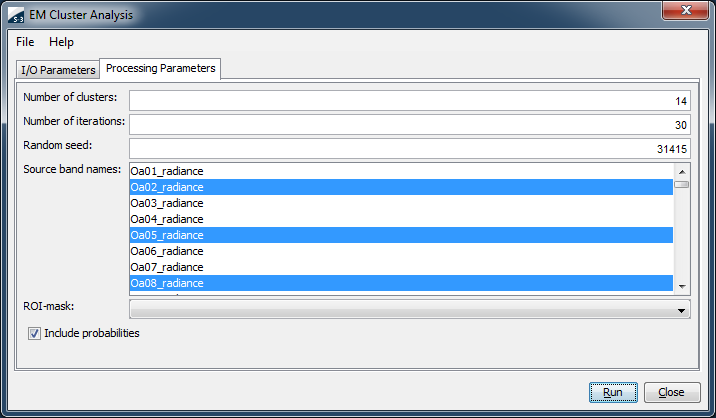 S-3 EM Cluster Analysis
File Help
I/O Parameters Processing Parameters
Number of clusters: 14
Number of iterations: 30
Random seed: 31415
Source band names: Oa01_radiance
Oa02_radiance
Oa03_radiance
Oa04_radiance
Oa05_radiance
Oa06_radiance
Oa07_radiance
Oa08_radiance
ROI-mask:
Include probabilities
Run Close